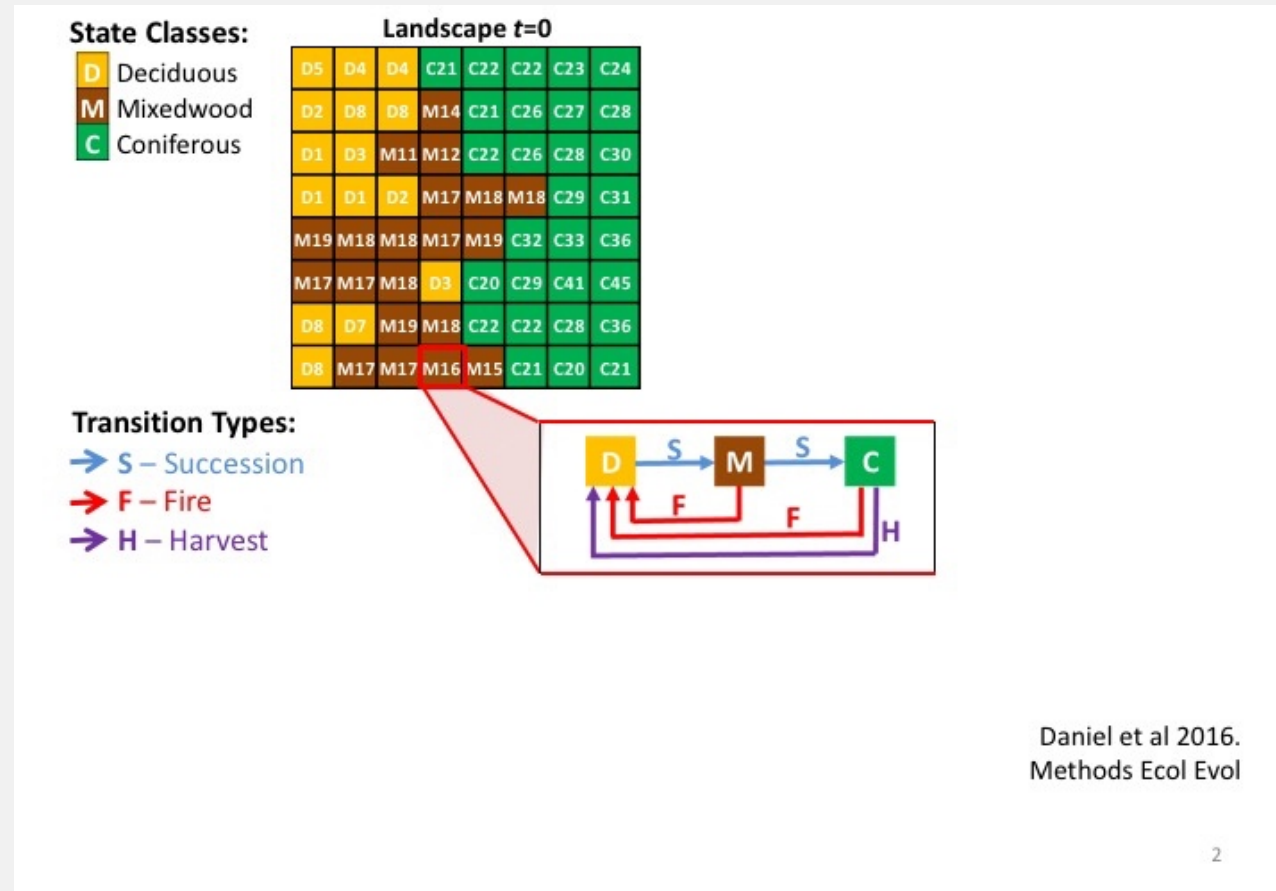 State Classes:
D Deciduous
M Mixedwood
C Coniferous
Landscape t=0
D5 D4 D4 C21 C22 C22 C23 C24
D2 D8 D8 M14 C21 C26 C27 C28
D1 D3 M11 M12 C22 C26 C28 C30
D1 D1 D2 M17 M18 M18 C29 C31
M19 M18 M18 M17 M19 C32 C33 C36
M17 M17 M18 D3 C20 C29 C41 C45
D8 D7 M19 M18 C22 C22 C28 C36
D8 M17 M17 M16 M15 C21 C20 C21
Transition Types:
S – Succession
F – Fire
H – Harvest
D S M S C
F
F
H
Daniel et al 2016.
Methods Ecol Evol
2